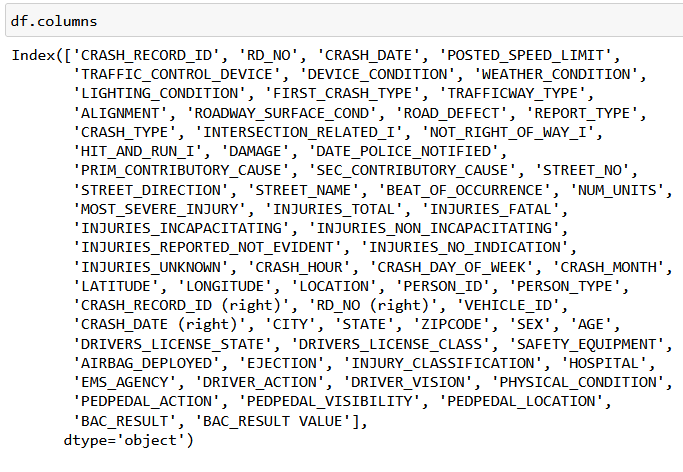 df.columns
Index(['CRASH_RECORD_ID', 'RD_NO', 'CRASH_DATE', 'POSTED_SPEED_LIMIT',
'TRAFFIC_CONTROL_DEVICE', 'DEVICE_CONDITION', 'WEATHER_CONDITION',
'LIGHTING_CONDITION', 'FIRST_CRASH_TYPE', 'TRAFFICWAY_TYPE',
'ALIGNMENT', 'ROADWAY_SURFACE_COND', 'ROAD_DEFECT', 'REPORT_TYPE',
'CRASH_TYPE', 'INTERSECTION_RELATED_I', 'NOT_RIGHT_OF_WAY_I',
'HIT_AND_RUN_I', 'DAMAGE', 'DATE_POLICE_NOTIFIED',
'PRIM_CONTRIBUTORY_CAUSE', 'SEC_CONTRIBUTORY_CAUSE', 'STREET_NO',
'STREET_DIRECTION', 'STREET_NAME', 'BEAT_OF_OCCURRENCE', 'NUM_UNITS',
'MOST_SEVERE_INJURY', 'INJURIES_TOTAL', 'INJURIES_FATAL',
'INJURIES_INCAPACITATING', 'INJURIES_NON_INCAPACITATING',
'INJURIES_REPORTED_NOT_EVIDENT', 'INJURIES_NO_INDICATION',
'INJURIES_UNKNOWN', 'CRASH_HOUR', 'CRASH_DAY_OF_WEEK', 'CRASH_MONTH',
'LATITUDE', 'LONGITUDE', 'LOCATION', 'PERSON_ID', 'PERSON_TYPE',
'CRASH_RECORD_ID (right)', 'RD_NO (right)', 'VEHICLE_ID',
'CRASH_DATE (right)', 'CITY', 'STATE', 'ZIPCODE', 'SEX', 'AGE',
'DRIVERS_LICENSE_STATE', 'DRIVERS_LICENSE_CLASS', 'SAFETY_EQUIPMENT',
'AIRBAG_DEPLOYED', 'EJECTION', 'INJURY_CLASSIFICATION', 'HOSPITAL',
'EMS_AGENCY', 'DRIVER_ACTION', 'DRIVER_VISION', 'PHYSICAL_CONDITION',
'PEDPEDAL_ACTION', 'PEDPEDAL_VISIBILITY', 'PEDPEDAL_LOCATION',
'BAC_RESULT', 'BAC_RESULT VALUE'],
dtype='object')